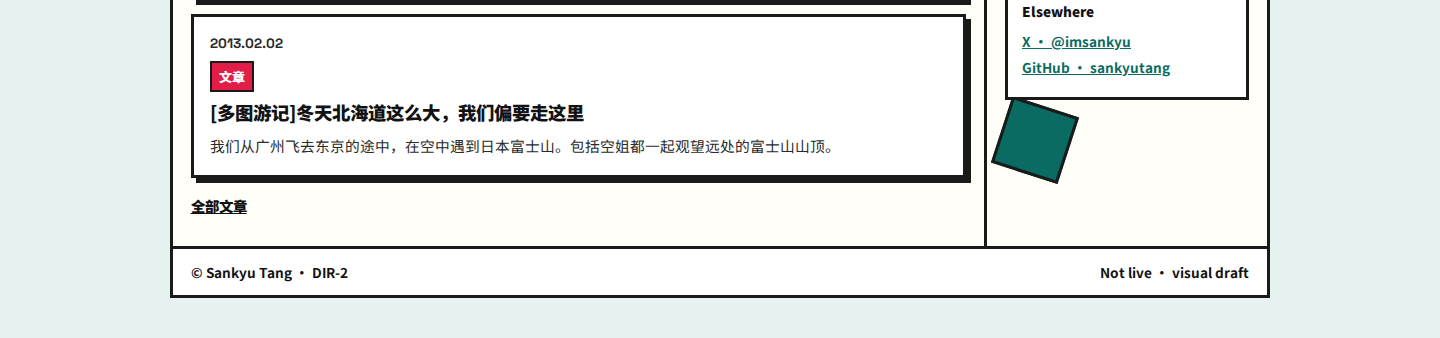 2013.02.02
文章
[多图游记]冬天北海道这么大，我们偏要走这里
我们从广州飞去东京的途中，在空中遇到日本富士山。包括空姐都一起观望远处的富士山山顶。
全部文章
Elsewhere
X · @imsankyu
GitHub · sankyutang
© Sankyu Tang · DIR-2
Not live · visual draft